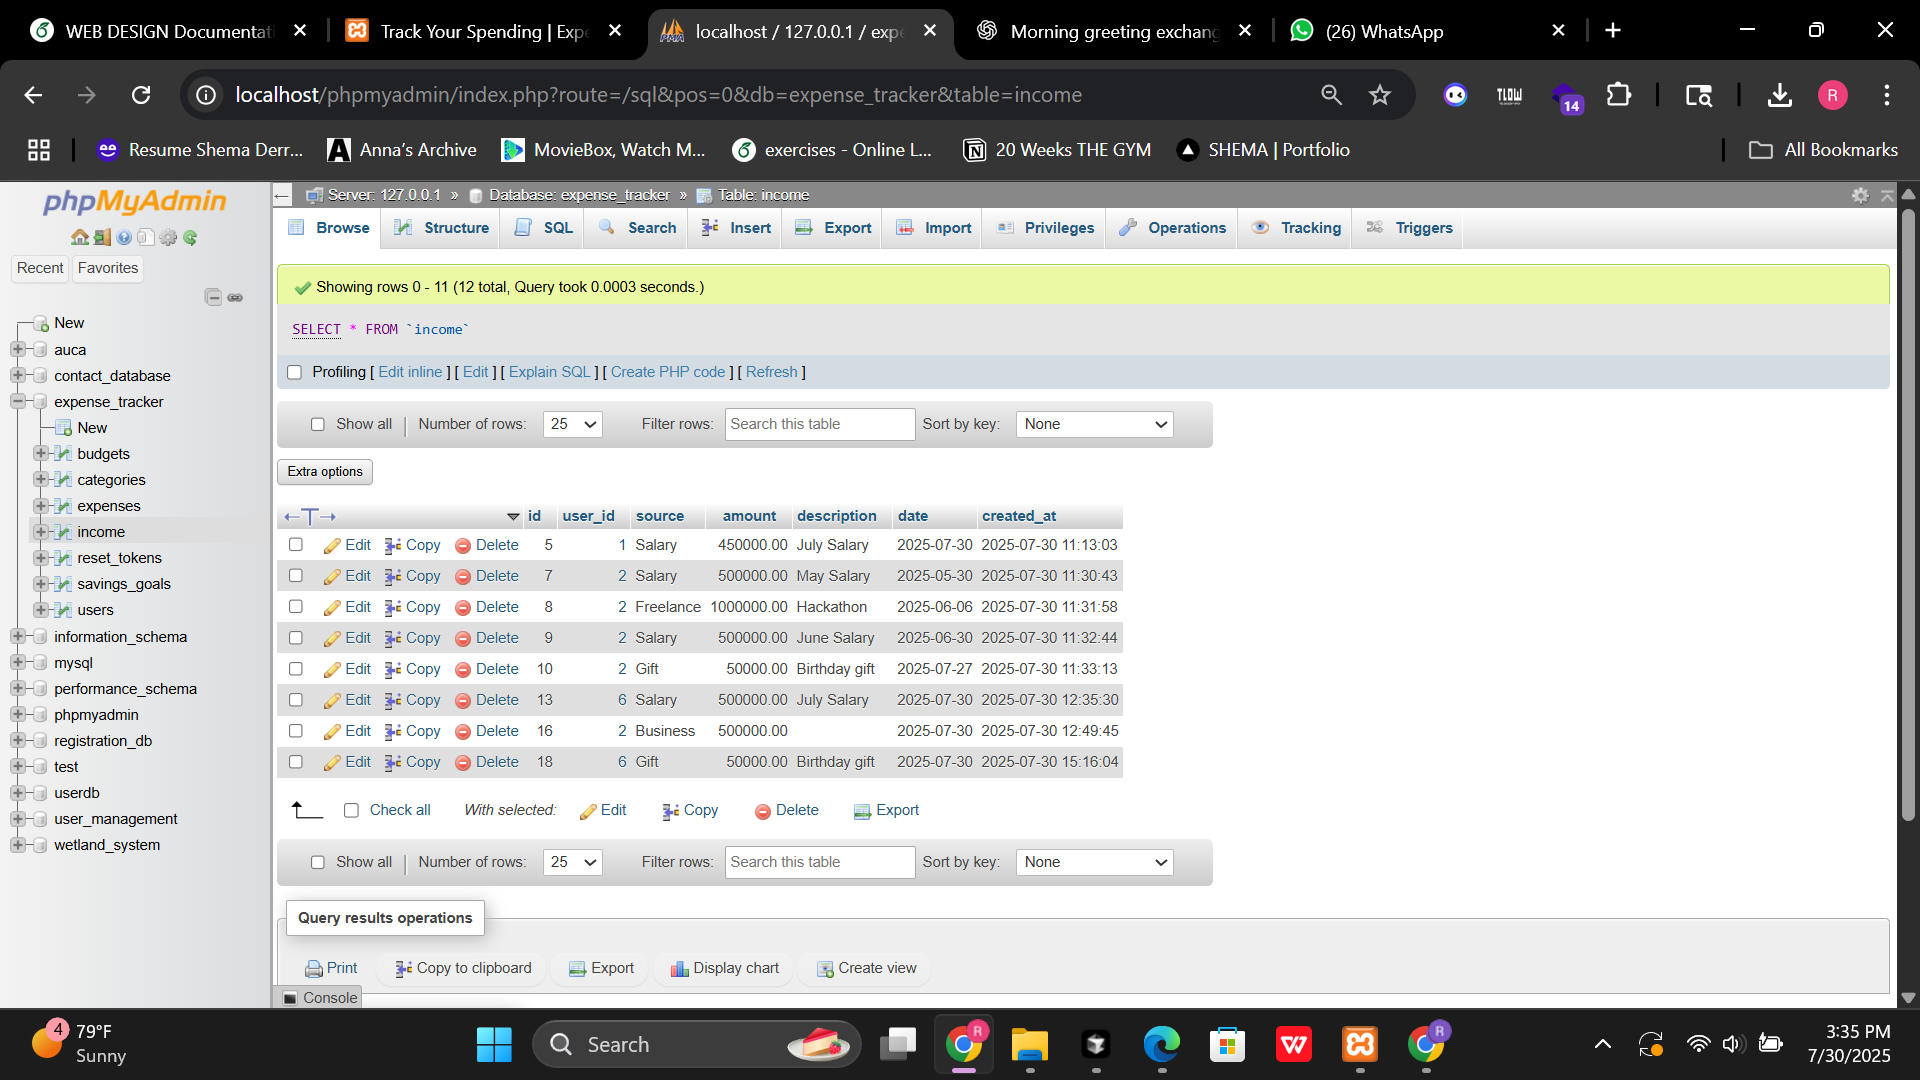 WEB DESIGN Documentati
Track Your Spending | Expe
localhost / 127.0.0.1 / expe
Morning greeting exchang
(26) WhatsApp
localhost/phpmyadmin/index.php?route=/sql&pos=0&db=expense_tracker&table=income
TLOW
14
R
Resume Shema Derr...
Anna's Archive
MovieBox, Watch M...
exercises - Online L...
20 Weeks THE GYM
SHEMA | Portfolio
All Bookmarks
phpMyAdmin
Recent
Favorites
New
auca
contact_database
expense_tracker
New
budgets
categories
expenses
income
reset_tokens
savings_goals
users
information_schema
mysql
performance_schema
phpmyadmin
registration_db
test
userdb
user_management
wetland_system
Server: 127.0.0.1 » Database: expense_tracker » Table: income
Browse Structure SQL Search Insert Export Import Privileges Operations Tracking Triggers
Showing rows 0 - 11 (12 total, Query took 0.0003 seconds.)
SELECT * FROM `income`
Profiling [ Edit inline ] [ Edit ] [ Explain SQL ] [ Create PHP code ] [ Refresh ]
Show all | Number of rows: 25 Filter rows: Search this table Sort by key: None
Extra options
id user_id source amount description date created_at
Edit Copy Delete 5 1 Salary 450000.00 July Salary 2025-07-30 2025-07-30 11:13:03
Edit Copy Delete 7 2 Salary 500000.00 May Salary 2025-05-30 2025-07-30 11:30:43
Edit Copy Delete 8 2 Freelance 1000000.00 Hackathon 2025-06-06 2025-07-30 11:31:58
Edit Copy Delete 9 2 Salary 500000.00 June Salary 2025-06-30 2025-07-30 11:32:44
Edit Copy Delete 10 2 Gift 50000.00 Birthday gift 2025-07-27 2025-07-30 11:33:13
Edit Copy Delete 13 6 Salary 500000.00 July Salary 2025-07-30 2025-07-30 12:35:30
Edit Copy Delete 16 2 Business 500000.00 2025-07-30 2025-07-30 12:49:45
Edit Copy Delete 18 6 Gift 50000.00 Birthday gift 2025-07-30 2025-07-30 15:16:04
Check all With selected: Edit Copy Delete Export
Show all | Number of rows: 25 Filter rows: Search this table Sort by key: None
Query results operations
Print Copy to clipboard Export Display chart Create view
Console
4
79°F
Sunny
Search
R
R
3:35 PM
7/30/2025